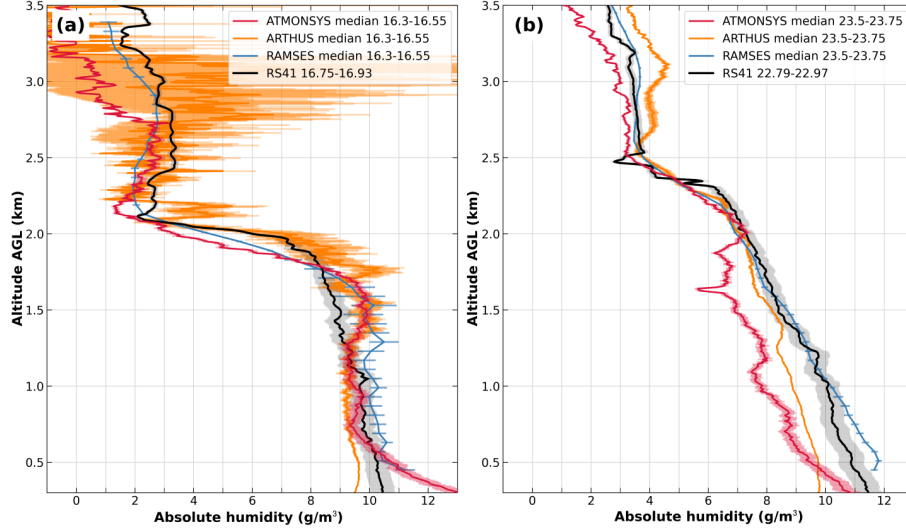 (a)
ATMONSYS median 16.3-16.55
ARTHUS median 16.3-16.55
RAMSES median 16.3-16.55
RS41 16.75-16.93
3.5
3.0
2.5
2.0
1.5
1.0
0.5
Altitude AGL (km)
0 2 4 6 8 10 12
Absolute humidity (g/m³)
(b)
ATMONSYS median 23.5-23.75
ARTHUS median 23.5-23.75
RAMSES median 23.5-23.75
RS41 22.79-22.97
3.5
3.0
2.5
2.0
1.5
1.0
0.5
Altitude AGL (km)
0 2 4 6 8 10 12
Absolute humidity (g/m³)